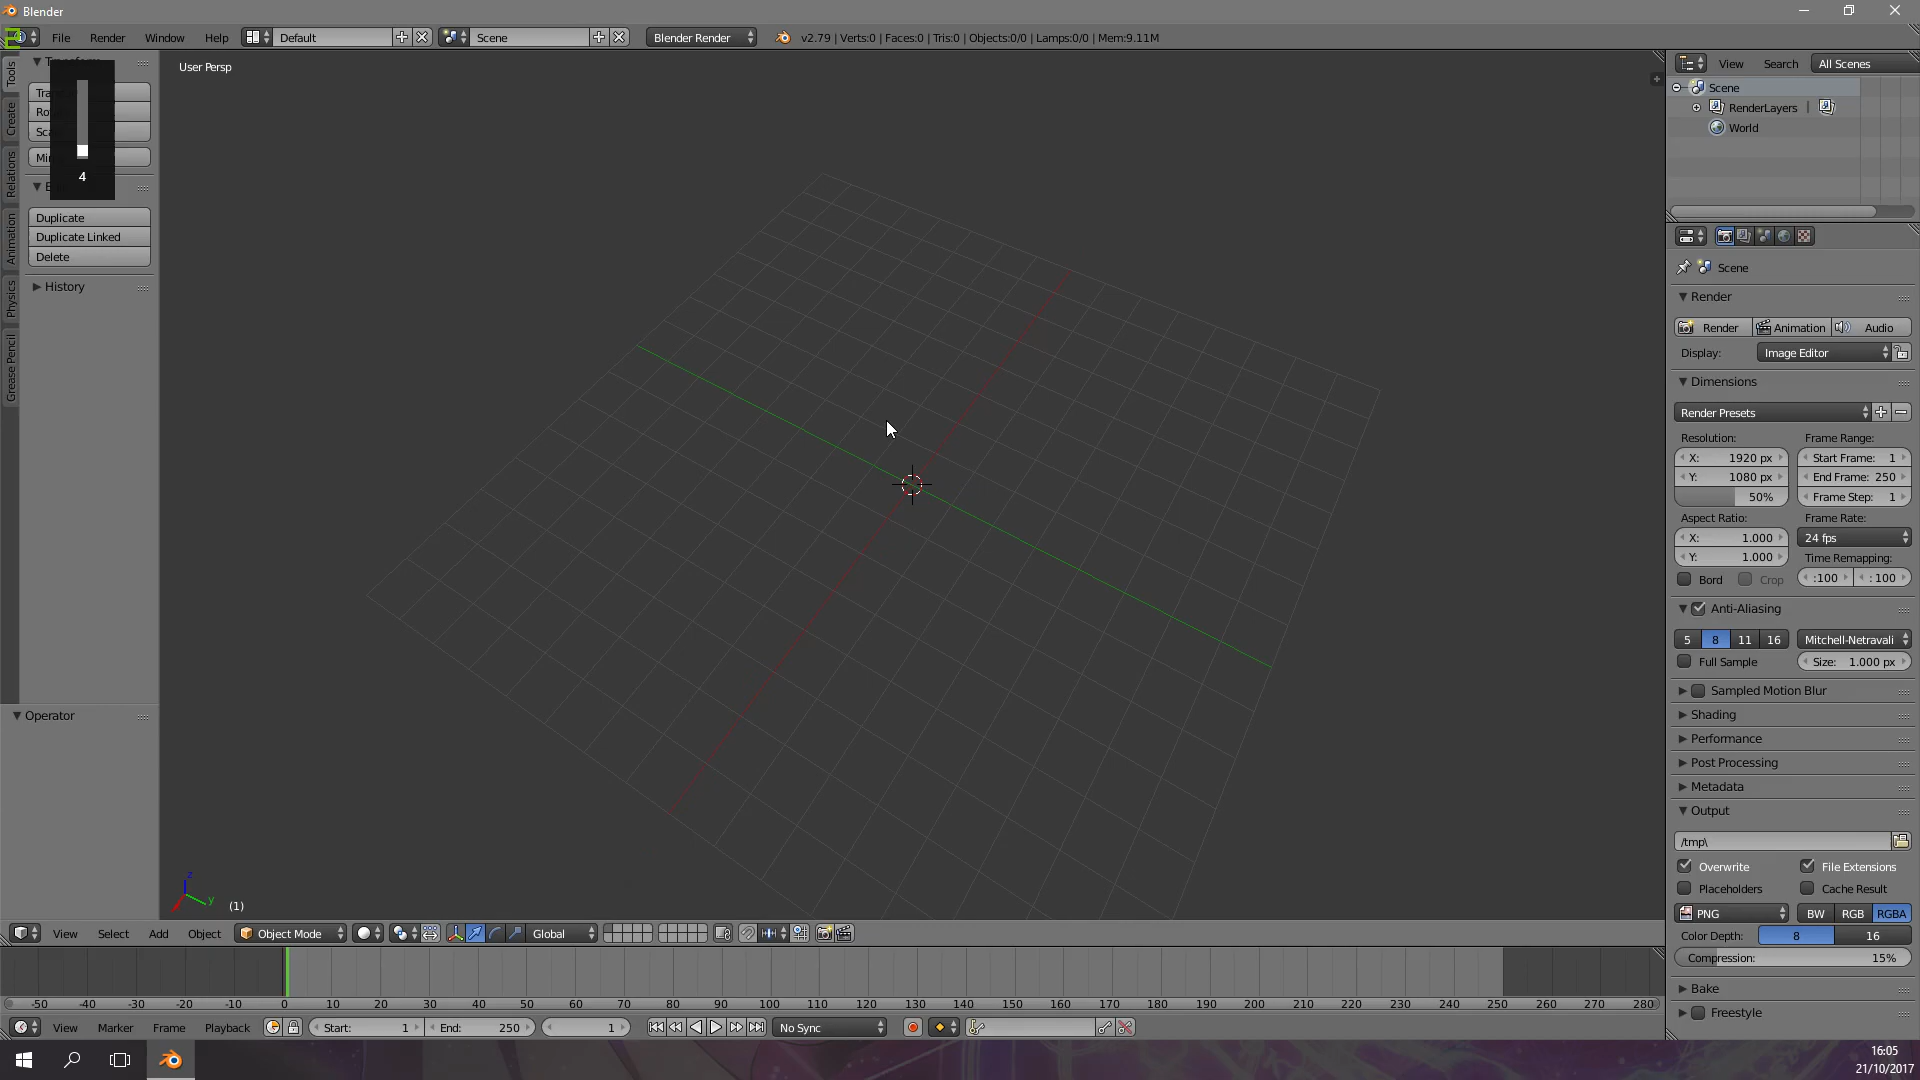 Blender
File Render Window Help Default Scene Blender Render v2.79 | Verts:0 | Faces:0 | Tris:0 | Objects:0/0 | Lamps:0/0 | Mem:9.11M
User Persp
4
Tools
Create
Relations
Animation
Physics
Grease Pencil
Duplicate
Duplicate Linked
Delete
History
Operator
z
y
(1)
View Search All Scenes
Scene
RenderLayers
World
Scene
Render
Render Animation Audio
Display: Image Editor
Dimensions
Render Presets
Resolution: Frame Range:
X: 1920 px Start Frame: 1
Y: 1080 px End Frame: 250
50% Frame Step: 1
Aspect Ratio: Frame Rate:
X: 1.000 24 fps
Y: 1.000 Time Remapping:
Bord Crop :100 : 100
Anti-Aliasing
5 8 11 16 Mitchell-Netravali
Full Sample Size: 1.000 px
Sampled Motion Blur
Shading
Performance
Post Processing
Metadata
Output
/tmp\
Overwrite File Extensions
Placeholders Cache Result
PNG BW RGB RGBA
Color Depth: 8 16
Compression: 15%
Bake
Freestyle
View Select Add Object Object Mode Global
-50 -40 -30 -20 -10 0 10 20 30 40 50 60 70 80 90 100 110 120 130 140 150 160 170 180 190 200 210 220 230 240 250 260 270 280
View Marker Frame Playback Start: 1 End: 250 1 No Sync
16:05
21/10/2017